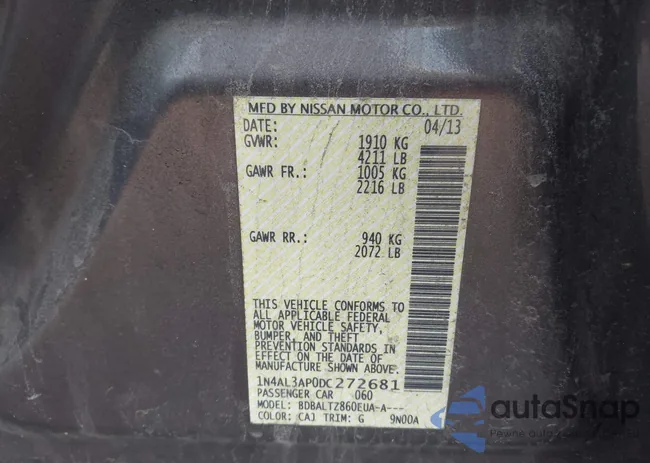 MFD BY NISSAN MOTOR CO., LTD.
DATE: 04/13
GVWR: 1910 KG
4211 LB
GAWR FR.: 1005 KG
2216 LB
GAWR RR.: 940 KG
2072 LB
THIS VEHICLE CONFORMS TO
ALL APPLICABLE FEDERAL
MOTOR VEHICLE SAFETY,
BUMPER, AND THEFT
PREVENTION STANDARDS IN
EFFECT ON THE DATE OF
MANUFACTURE SHOWN ABOVE.
1N4AL3AP0DC272681
PASSENGER CAR 060
MODEL: BDBALTZ860EUA-A---
COLOR: CAJ TRIM: G 9N00A
autoSnap
Pewne auto